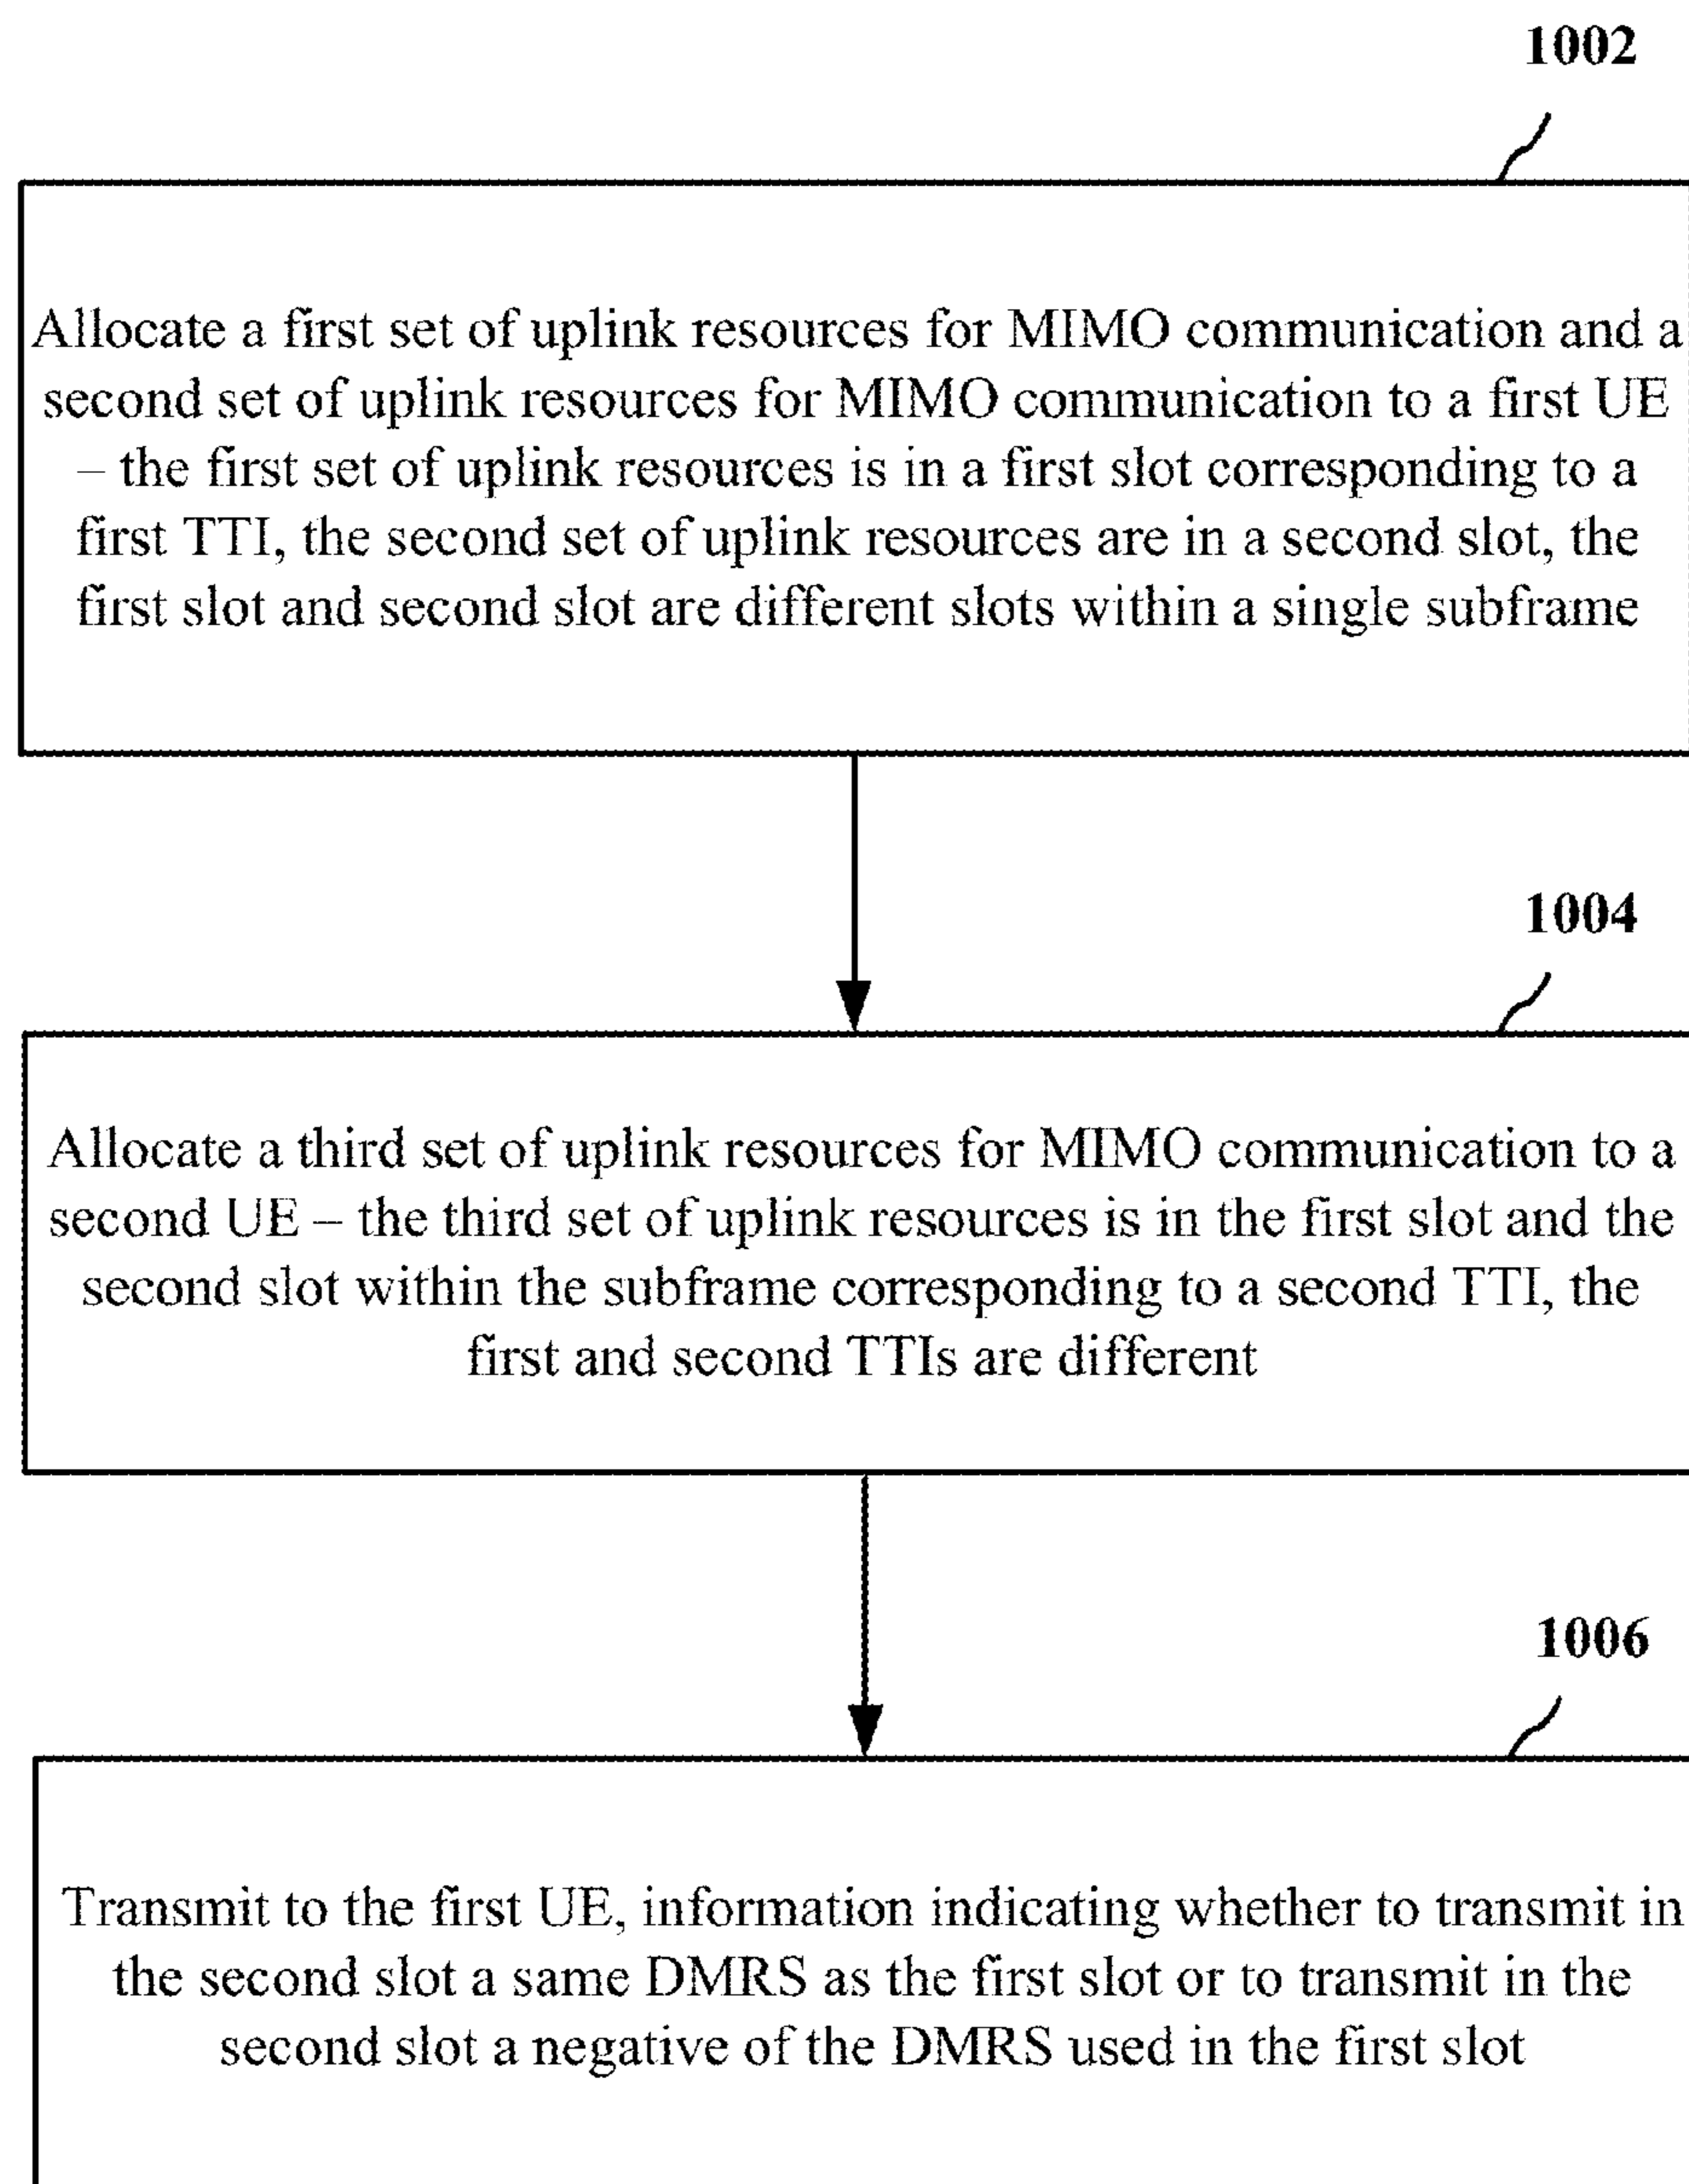 1002
Allocate a first set of uplink resources for MIMO communication and a
second set of uplink resources for MIMO communication to a first UE
– the first set of uplink resources is in a first slot corresponding to a
first TTI, the second set of uplink resources are in a second slot, the
first slot and second slot are different slots within a single subframe
1004
Allocate a third set of uplink resources for MIMO communication to a
second UE – the third set of uplink resources is in the first slot and the
second slot within the subframe corresponding to a second TTI, the
first and second TTIs are different
1006
Transmit to the first UE, information indicating whether to transmit in
the second slot a same DMRS as the first slot or to transmit in the
second slot a negative of the DMRS used in the first slot